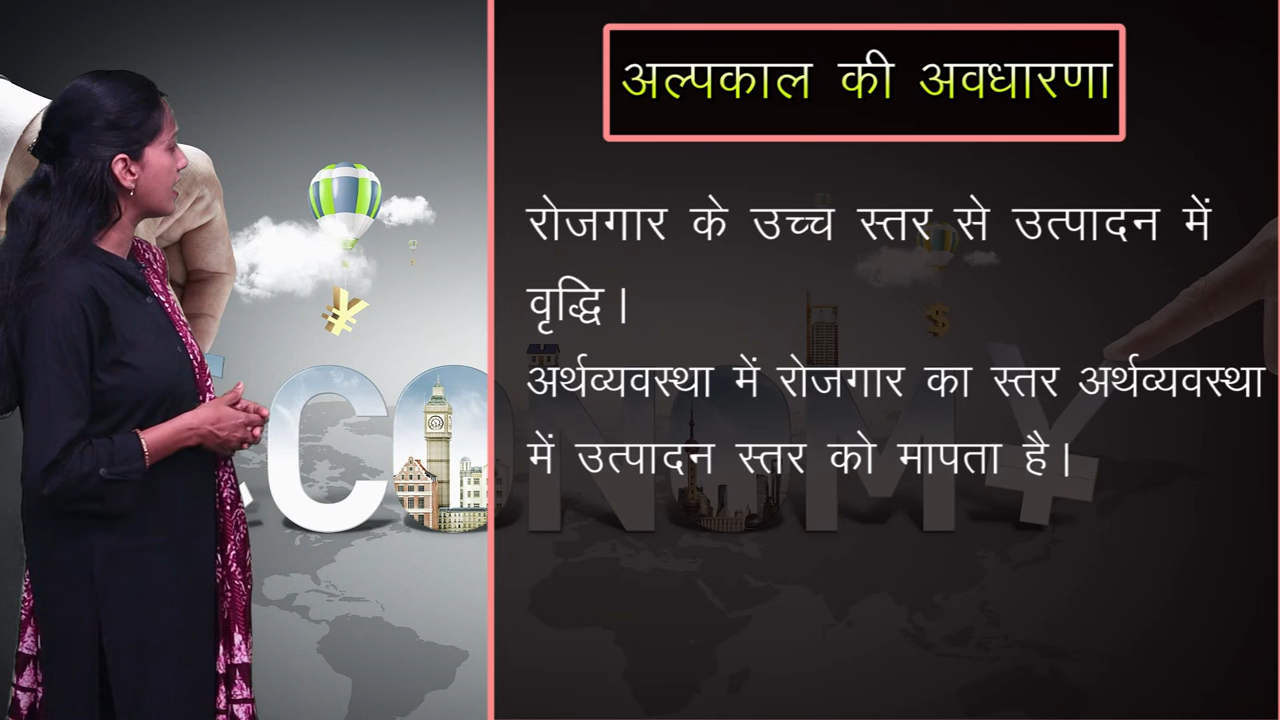 अल्पकाल की अवधारणा
रोजगार के उच्च स्तर से उत्पादन में
वृद्धि।
अर्थव्यवस्था में रोजगार का स्तर अर्थव्यवस्था
में उत्पादन स्तर को मापता है।
CONOMY